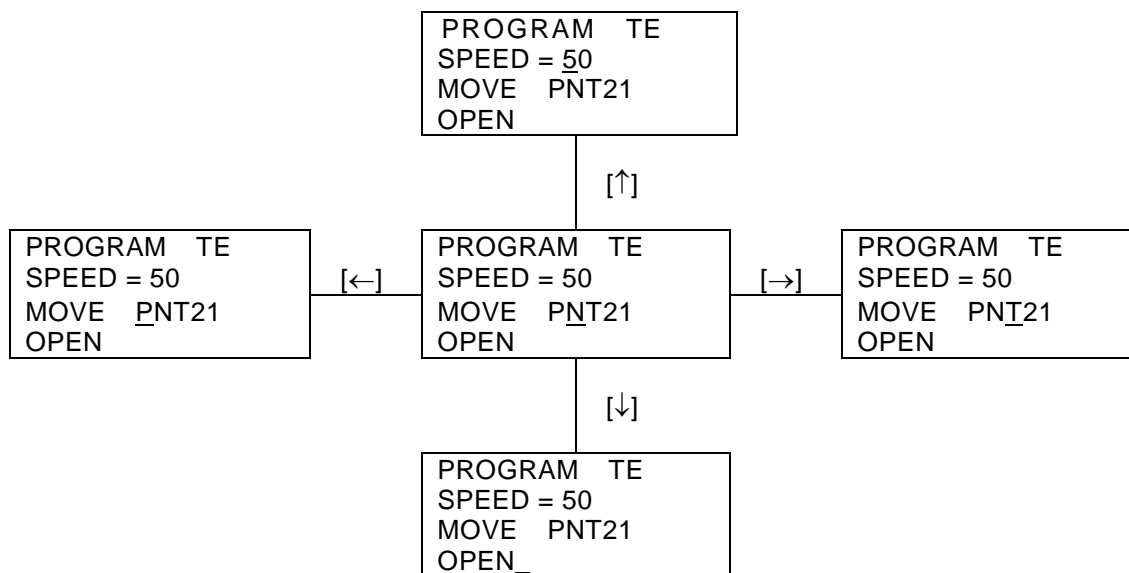 PROGRAM TE
SPEED = 50
MOVE PNT21
OPEN
[↑]
PROGRAM TE
SPEED = 50
MOVE PNT21
OPEN
[←]
PROGRAM TE
SPEED = 50
MOVE PNT21
OPEN
[→]
PROGRAM TE
SPEED = 50
MOVE PNT21
OPEN
[↓]
PROGRAM TE
SPEED = 50
MOVE PNT21
OPEN_